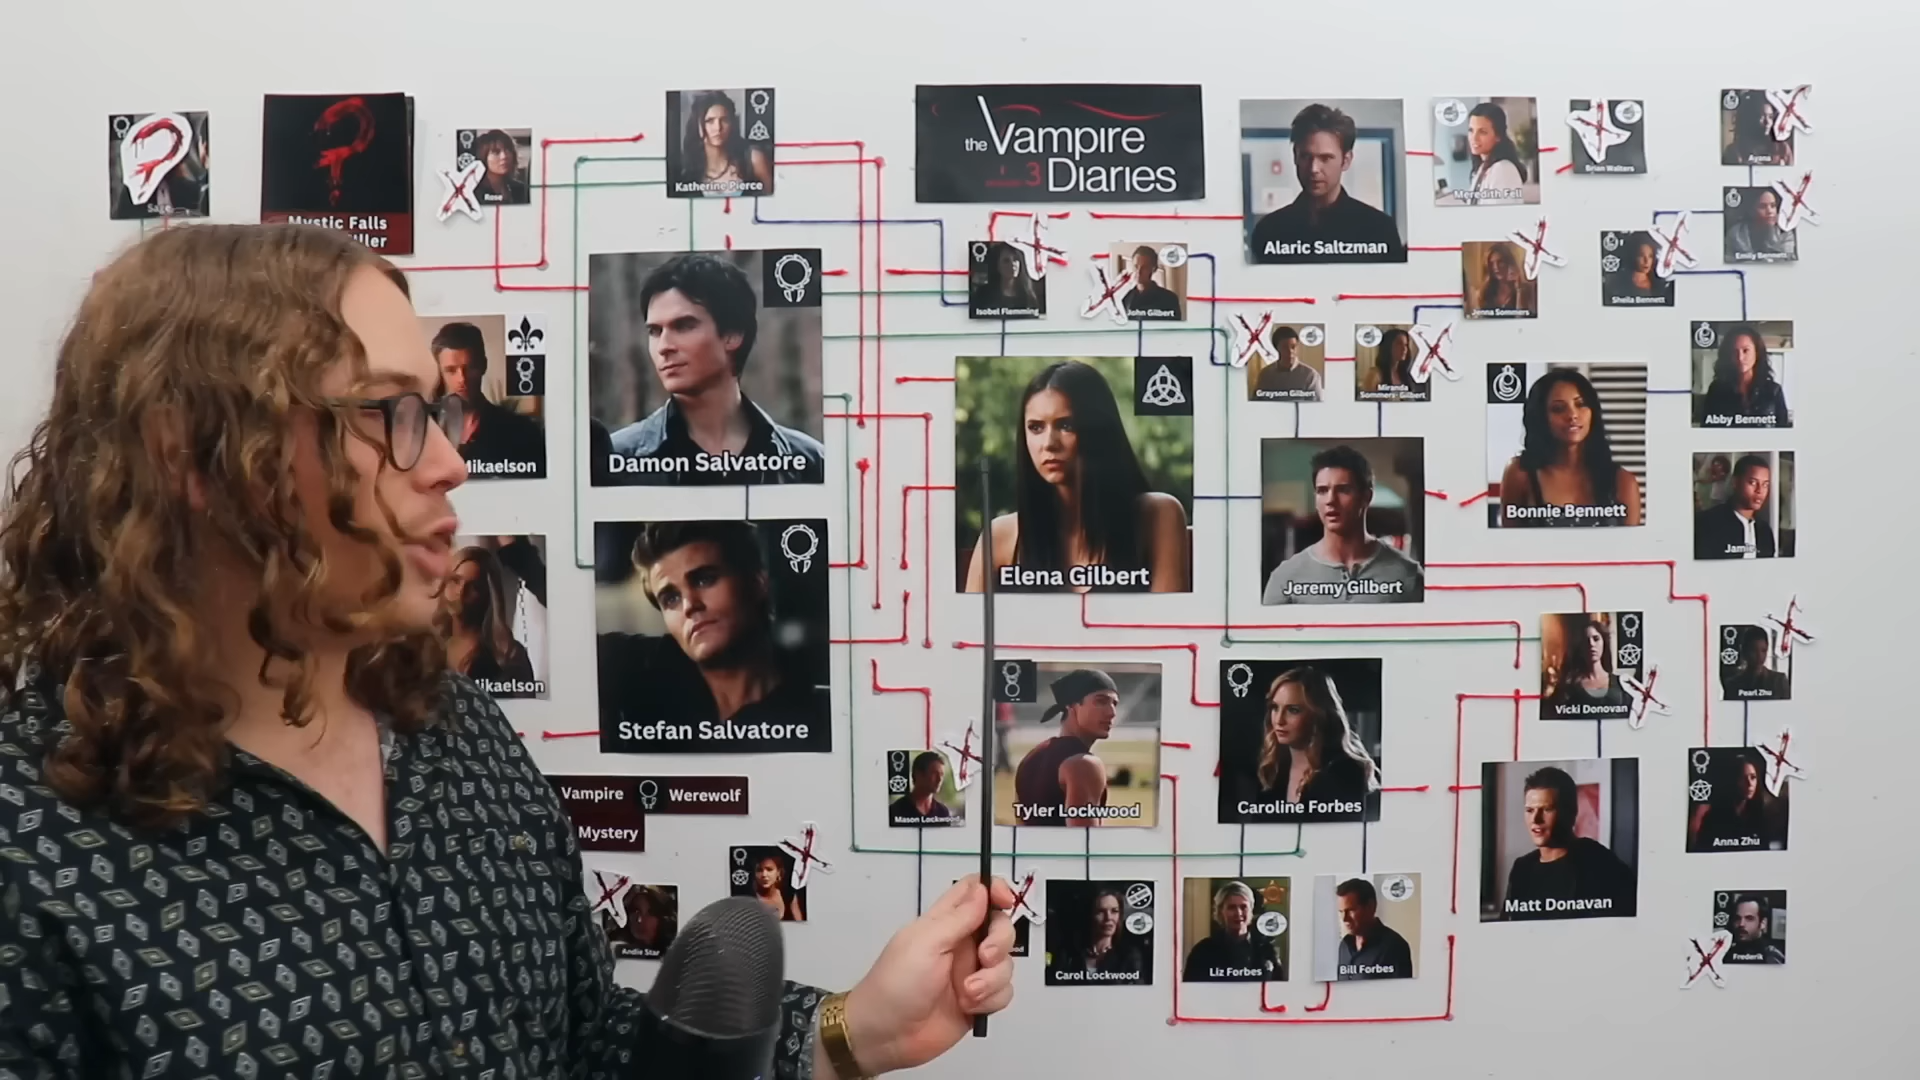 Mystic Falls
Rose
Katherine Pierce
the
Vampire
3
Diaries
Alaric Saltzman
Meredith Fell
Brian Walters
Ayana
Emily Bennett
Sheila Bennett
Isobel Flemming
John Gilbert
Jenna Sommers
Grayson Gilbert
Miranda
Sommers-Gilbert
Abby Bennett
Mikaelson
Damon Salvatore
Elena Gilbert
Jeremy Gilbert
Bonnie Bennett
Jamie
Mikaelson
Stefan Salvatore
Mason Lockwood
Tyler Lockwood
Caroline Forbes
Vicki Donovan
Pearl Zhu
Anna Zhu
Vampire
Werewolf
Mystery
Andie Star
Carol Lockwood
Liz Forbes
Bill Forbes
Matt Donavan
Frederik